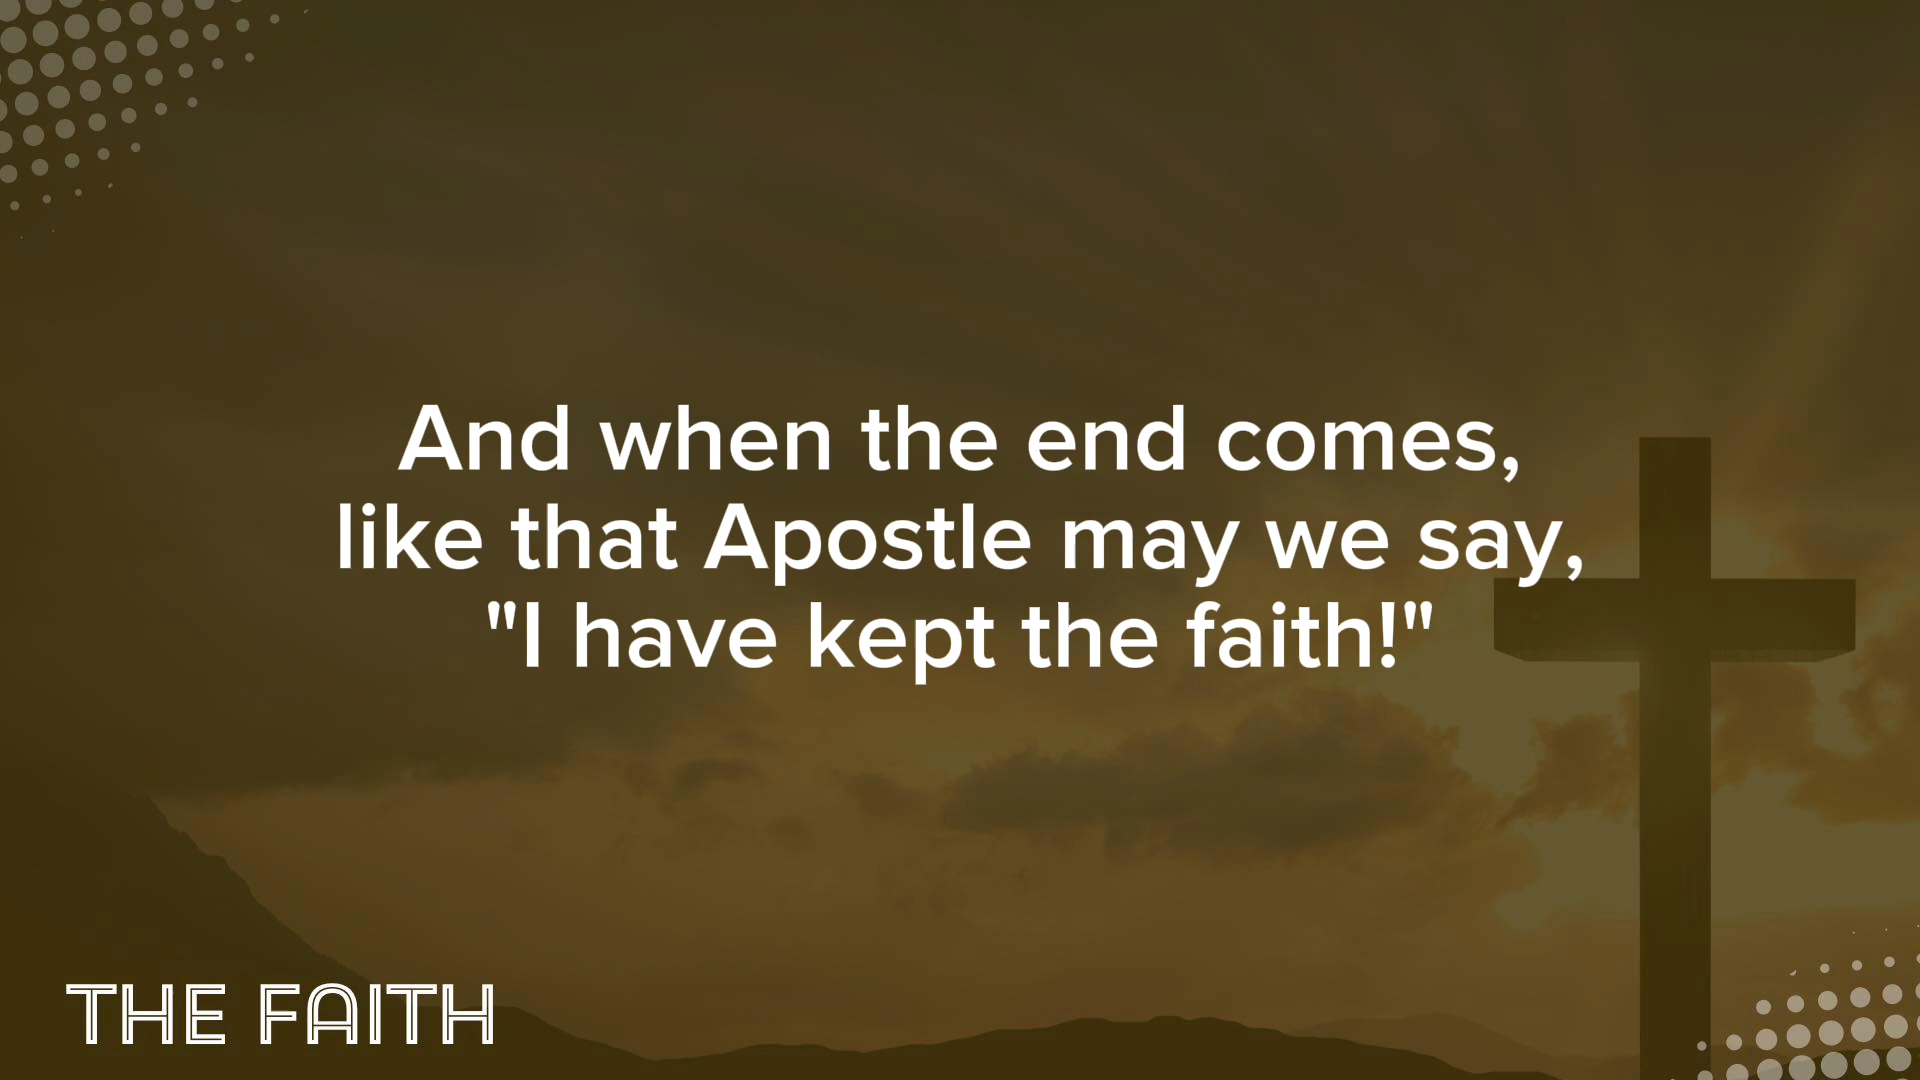 And when the end comes,
like that Apostle may we say,
"I have kept the faith!"
THE FAITH